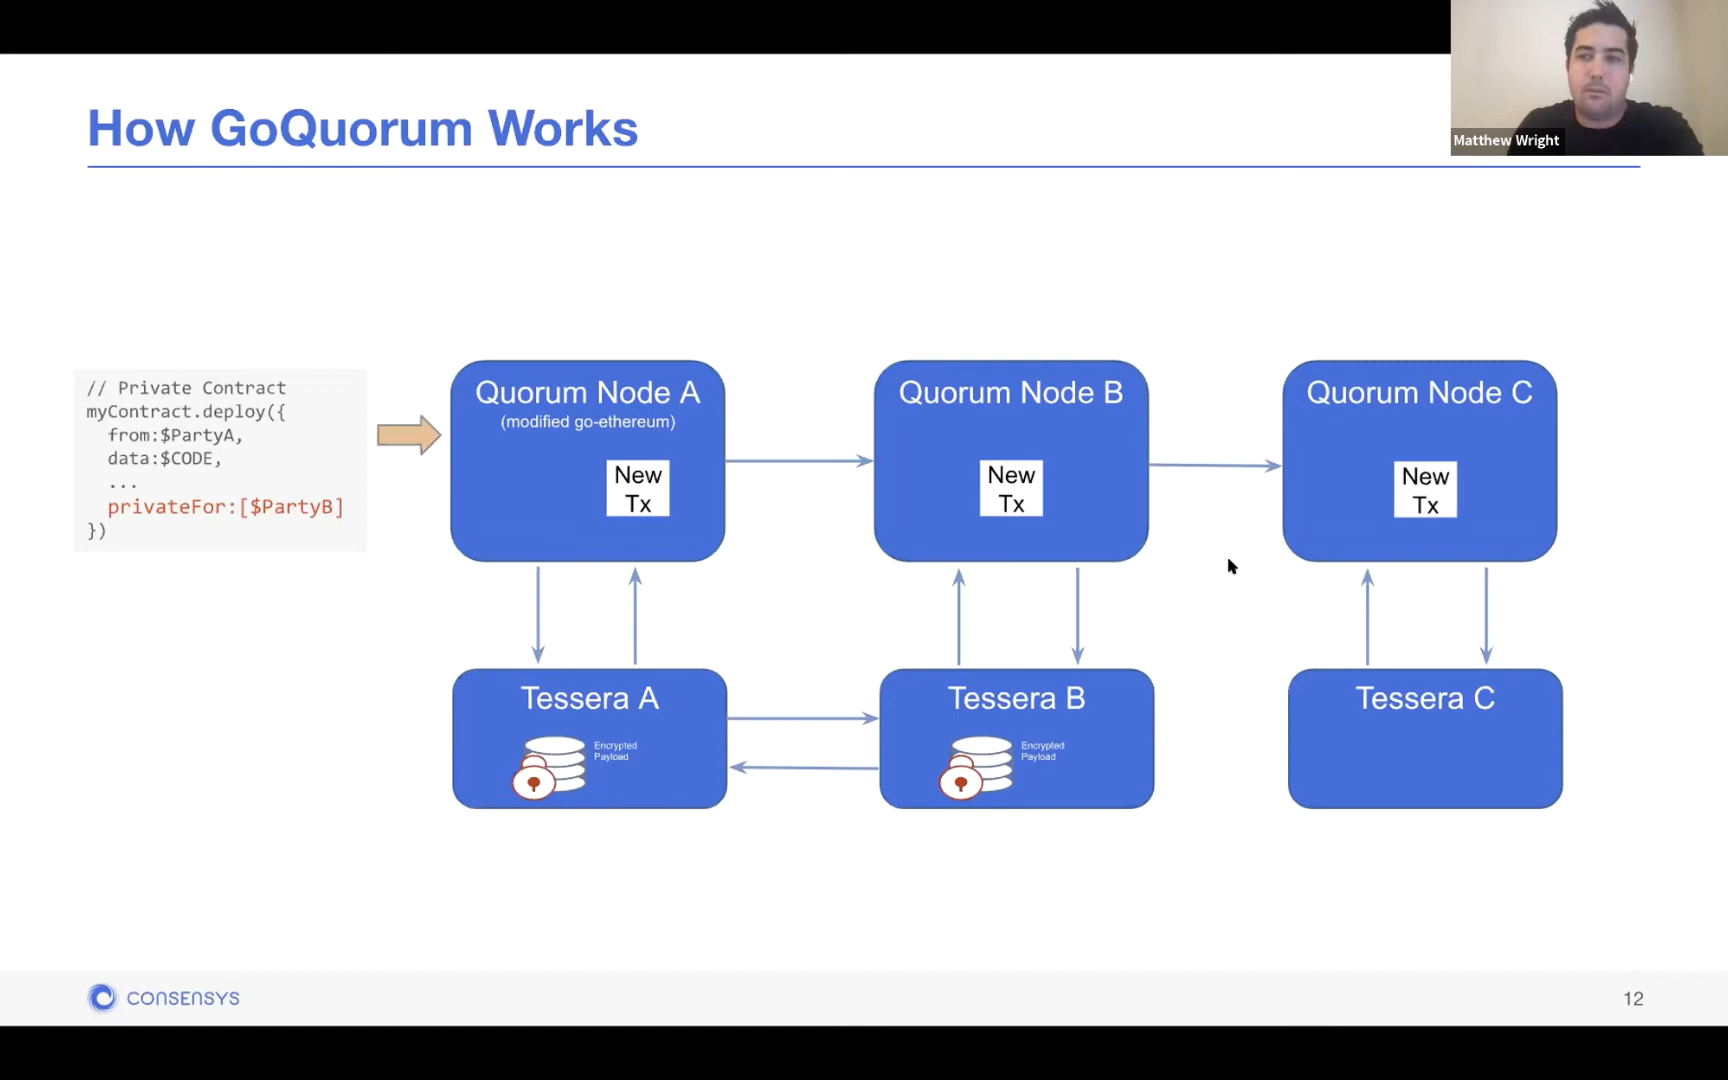 How GoQuorum Works
Matthew Wright
// Private Contract
myContract.deploy({
from:$PartyA,
data:$CODE,
...
privateFor:[$PartyB]
})
Quorum Node A
(modified go-ethereum)
New
Tx
Quorum Node B
New
Tx
Quorum Node C
New
Tx
Tessera A
Encrypted
Payload
Tessera B
Encrypted
Payload
Tessera C
CONSENSYS
12